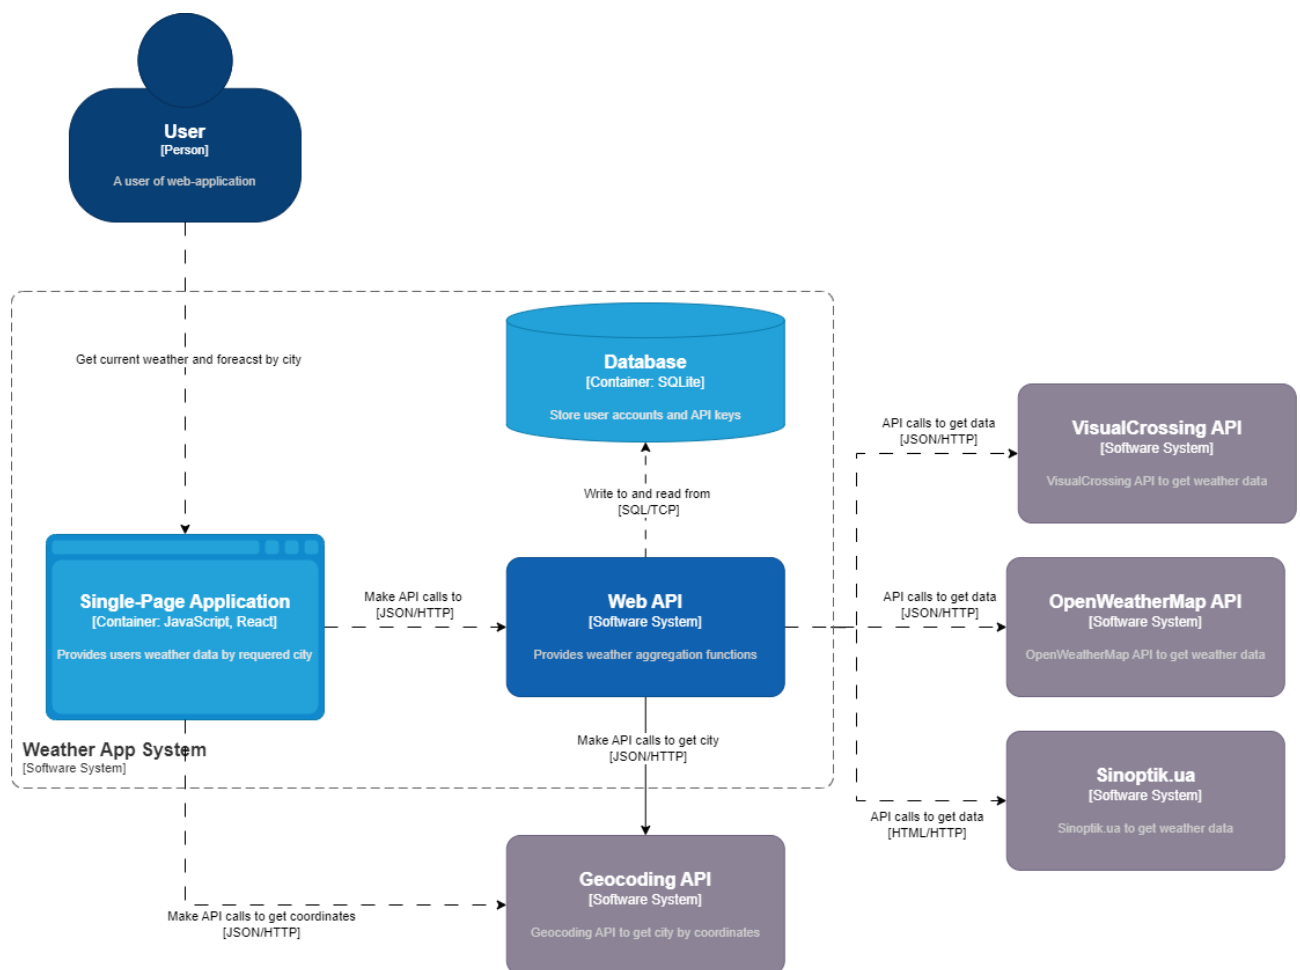 User
[Person]
A user of web-application
Get current weather and foreacst by city
Database
[Container: SQLite]
Store user accounts and API keys
Write to and read from
[SQL/TCP]
Single-Page Application
[Container: JavaScript, React]
Provides users weather data by requered city
Make API calls to
[JSON/HTTP]
Web API
[Software System]
Provides weather aggregation functions
API calls to get data
[JSON/HTTP]
VisualCrossing API
[Software System]
VisualCrossing API to get weather data
API calls to get data
[JSON/HTTP]
OpenWeatherMap API
[Software System]
OpenWeatherMap API to get weather data
API calls to get data
[HTML/HTTP]
Sinoptik.ua
[Software System]
Sinoptik.ua to get weather data
Weather App System
[Software System]
Make API calls to get city
[JSON/HTTP]
Make API calls to get coordinates
[JSON/HTTP]
Geocoding API
[Software System]
Geocoding API to get city by coordinates